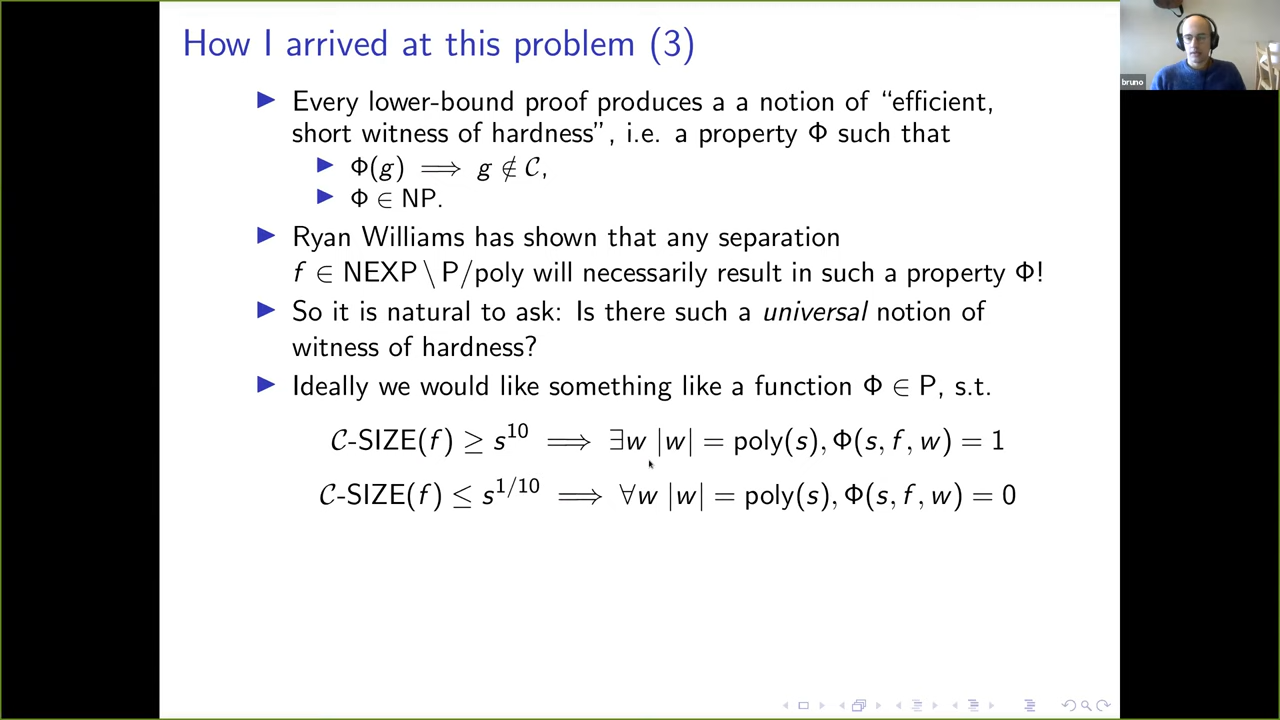 How I arrived at this problem (3)
▶ Every lower-bound proof produces a a notion of “efficient,
short witness of hardness”, i.e. a property Φ such that
▶ Φ(g) ⟹ g ∉ 𝒞,
▶ Φ ∈ NP.
▶ Ryan Williams has shown that any separation
f ∈ NEXP \ P/poly will necessarily result in such a property Φ!
▶ So it is natural to ask: Is there such a universal notion of
witness of hardness?
▶ Ideally we would like something like a function Φ ∈ P, s.t.
𝒞-SIZE(f) ≥ s^10 ⟹ ∃w |w| = poly(s), Φ(s, f, w) = 1
𝒞-SIZE(f) ≤ s^1/10 ⟹ ∀w |w| = poly(s), Φ(s, f, w) = 0
bruno